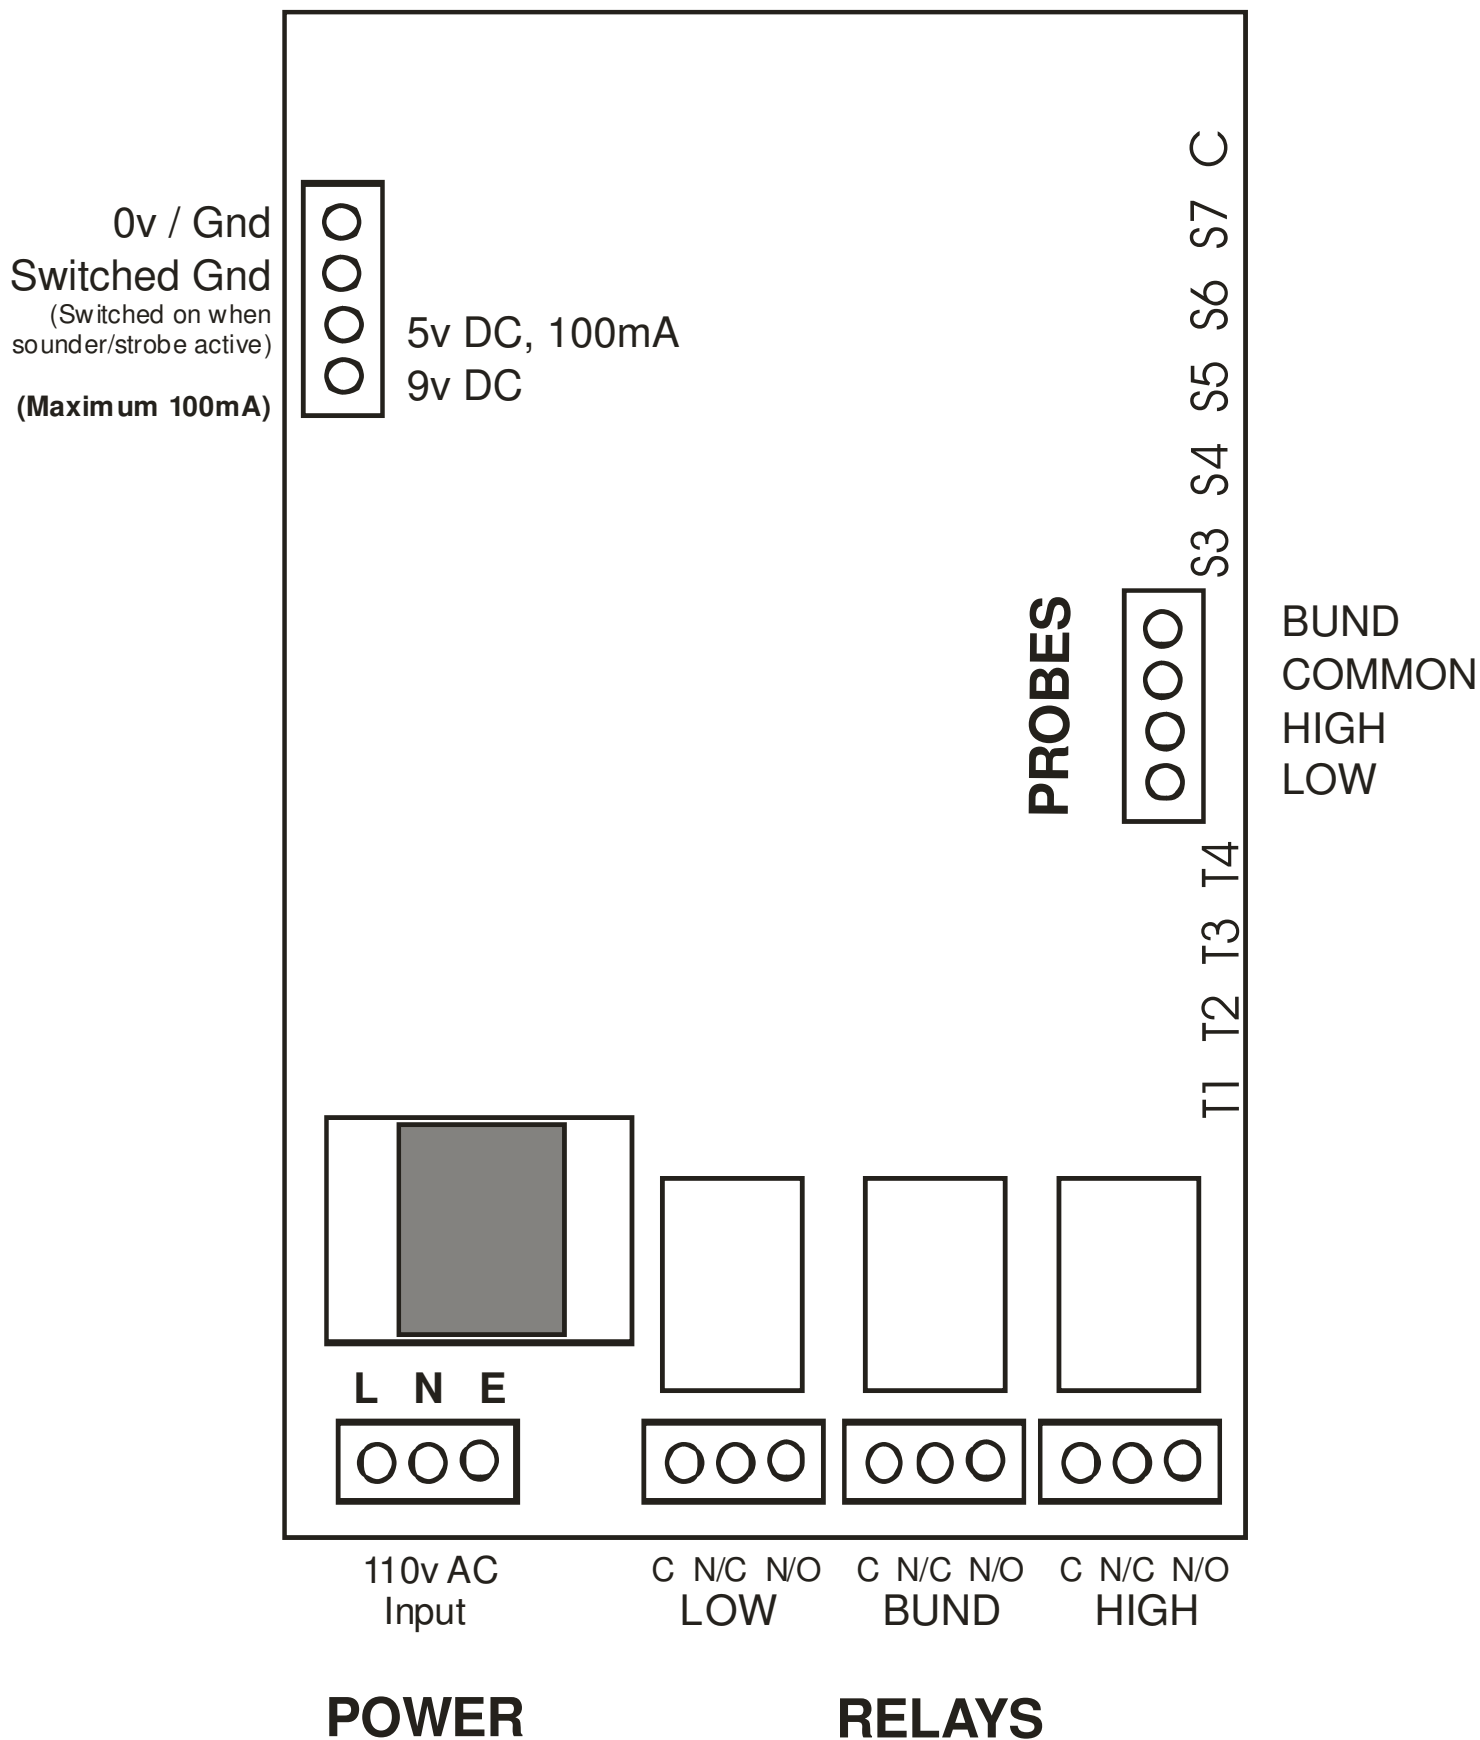 0v / Gnd
Switched Gnd
(Switched on when
sounder/strobe active)
(Maximum 100mA)
5v DC, 100mA
9v DC
C
S7
S6
S5
S4
S3
PROBES
BUND
COMMON
HIGH
LOW
T4
T3
T2
T1
L N E
110v AC
Input
C N/C N/O
LOW
C N/C N/O
BUND
C N/C N/O
HIGH
POWER
RELAYS